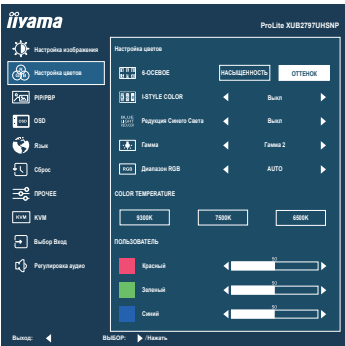 iiyama
ProLite XUB2797UHSNP
Настройка изображения
Настройка цветов
PIP/PBP
OSD
Язык
Сброс
ПРОЧЕЕ
KVM KVM
Выбор Вход
Регулировка аудио
Настройка цветов
6-ОСЕВОЕ НАСЫЩЕННОСТЬ ОТТЕНОК
I-STYLE COLOR Выкл
Редукция Синего Света Выкл
Гамма Гамма 2
RGB Диапазон RGB AUTO
COLOR TEMPERATURE
9300K 7500K 6500K
ПОЛЬЗОВАТЕЛЬ
Красный 50
Зеленый 50
Синий 50
Выход: ВЫБОР: /Нажать